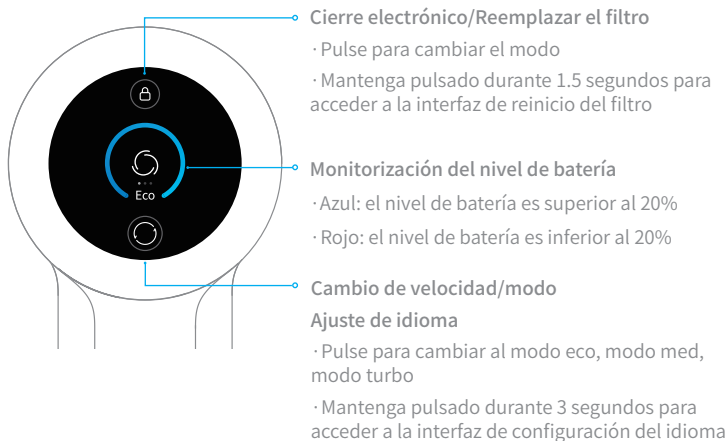 Cierre electrónico/Reemplazar el filtro
·Pulse para cambiar el modo
·Mantenga pulsado durante 1.5 segundos para
acceder a la interfaz de reinicio del filtro
Monitorización del nivel de batería
·Azul: el nivel de batería es superior al 20%
·Rojo: el nivel de batería es inferior al 20%
Eco
Cambio de velocidad/modo
Ajuste de idioma
·Pulse para cambiar al modo eco, modo med,
modo turbo
·Mantenga pulsado durante 3 segundos para
acceder a la interfaz de configuración del idioma